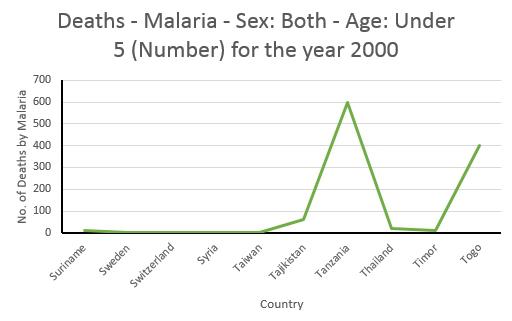 Deaths - Malaria - Sex: Both - Age: Under
5 (Number) for the year 2000
No. of Deaths by Malaria
700
600
500
400
300
200
100
0
Suriname
Sweden
Switzerland
Syria
Taiwan
Tajikistan
Tanzania
Thailand
Timor
Togo
Country